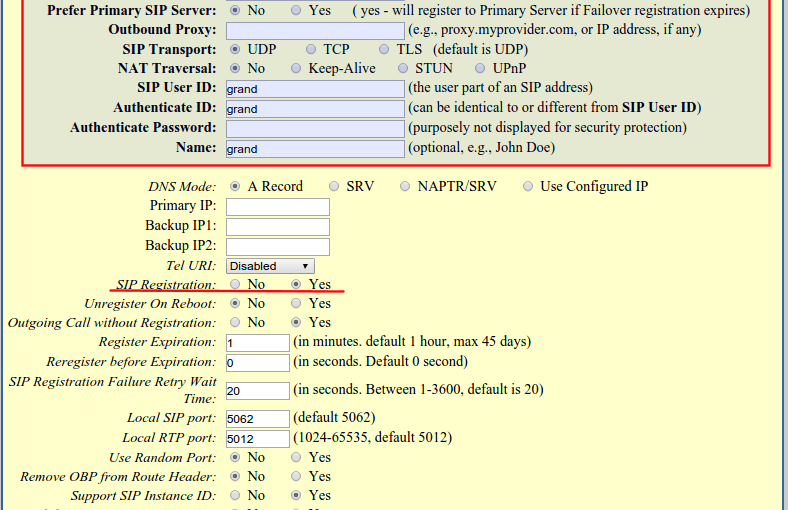 Prefer Primary SIP Server: No Yes ( yes - will register to Primary Server if Failover registration expires)
Outbound Proxy: (e.g., proxy.myprovider.com, or IP address, if any)
SIP Transport: UDP TCP TLS (default is UDP)
NAT Traversal: No Keep-Alive STUN UPnP
SIP User ID: grand (the user part of an SIP address)
Authenticate ID: grand (can be identical to or different from SIP User ID)
Authenticate Password: (purposely not displayed for security protection)
Name: grand (optional, e.g., John Doe)
DNS Mode: A Record SRV NAPTR/SRV Use Configured IP
Primary IP:
Backup IP1:
Backup IP2:
Tel URI: Disabled
SIP Registration: No Yes
Unregister On Reboot: No Yes
Outgoing Call without Registration: No Yes
Register Expiration: 1 (in minutes. default 1 hour, max 45 days)
Reregister before Expiration: 0 (in seconds. Default 0 second)
SIP Registration Failure Retry Wait
Time: 20 (in seconds. Between 1-3600, default is 20)
Local SIP port: 5062 (default 5062)
Local RTP port: 5012 (1024-65535, default 5012)
Use Random Port: No Yes
Remove OBP from Route Header: No Yes
Support SIP Instance ID: No Yes